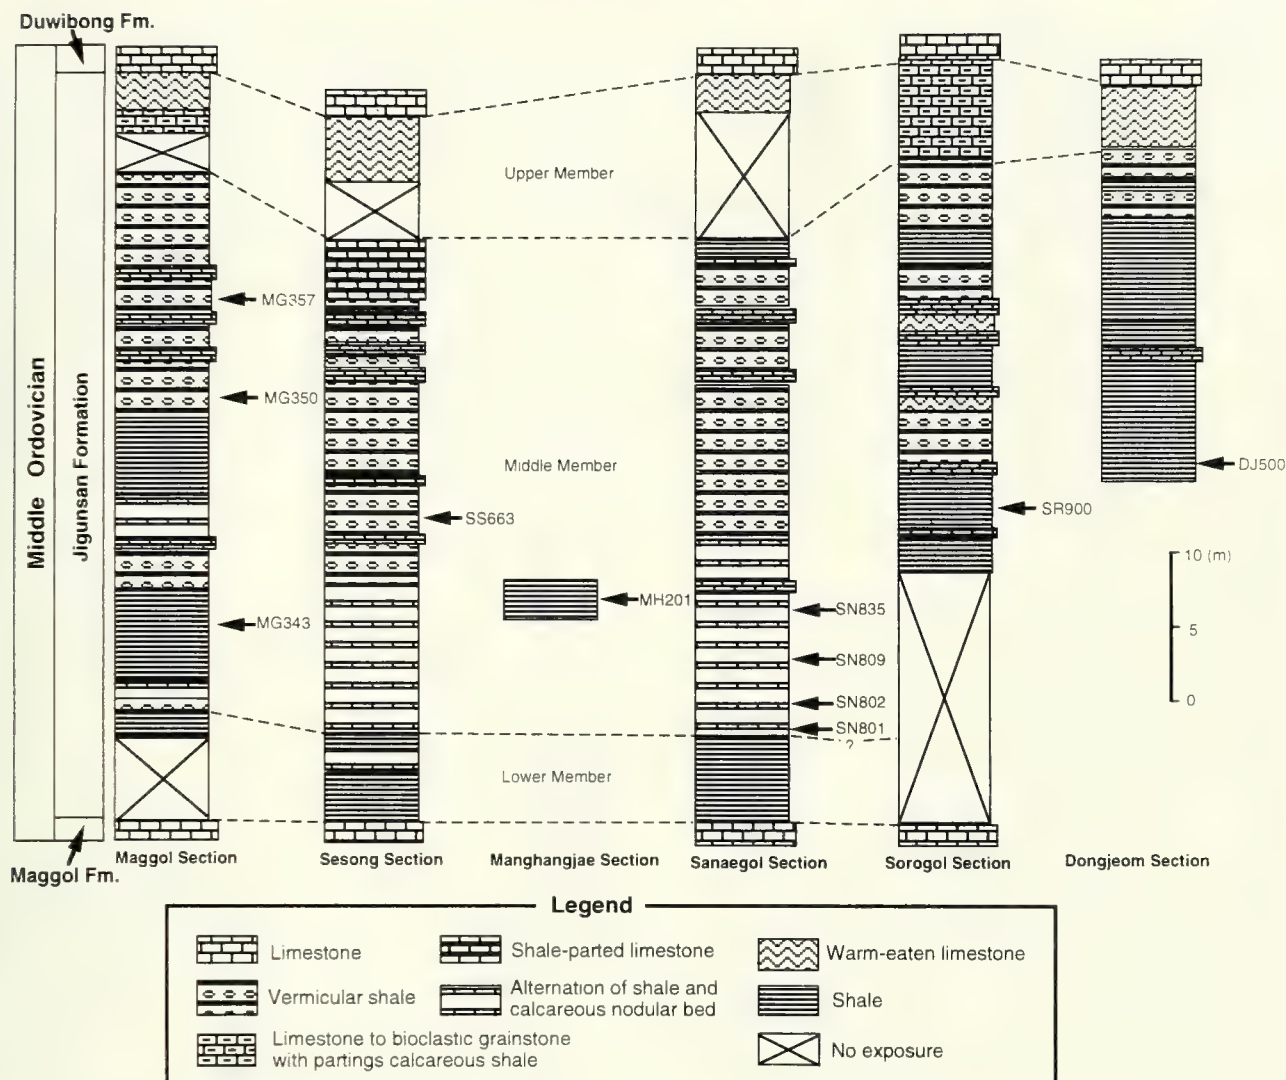 Duwibong Fm.
Middle Ordovician
Jigunsan Formation
Upper Member
MG357
MG350
Middle Member
DJ500
SS663
SR900
10 (m)
MH201
SN835
MG343
5
SN809
SN802
0
SN801
?
Lower Member
Maggol Section
Sesong Section
Manghangjae Section
Sanaegol Section
Sorogol Section
Dongjeom Section
Maggol Fm.
Legend
Limestone
Shale-parted limestone
Warm-eaten limestone
Vermicular shale
Alternation of shale and
calcareous nodular bed
Shale
Limestone to bioclastic grainstone
with partings calcareous shale
No exposure